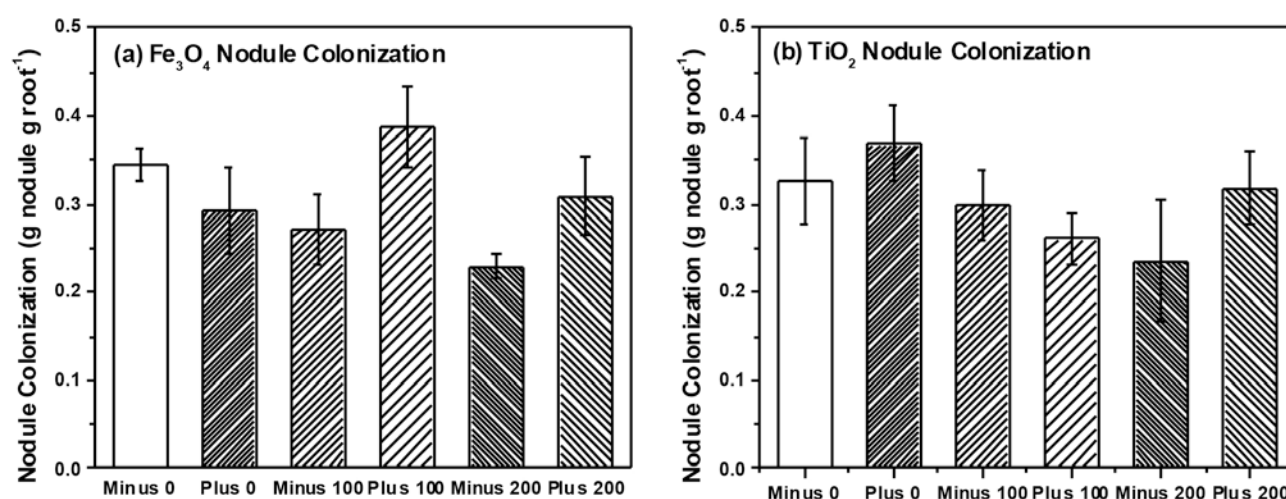 (a) Fe₃O₄ Nodule Colonization
Nodule Colonization (g nodule g root⁻¹)
0.5
0.4
0.3
0.2
0.1
0.0
Minus 0 Plus 0 Minus 100 Plus 100 Minus 200 Plus 200
(b) TiO₂ Nodule Colonization
Nodule Colonization (g nodule g root⁻¹)
0.5
0.4
0.3
0.2
0.1
0.0
Minus 0 Plus 0 Minus 100 Plus 100 Minus 200 Plus 200